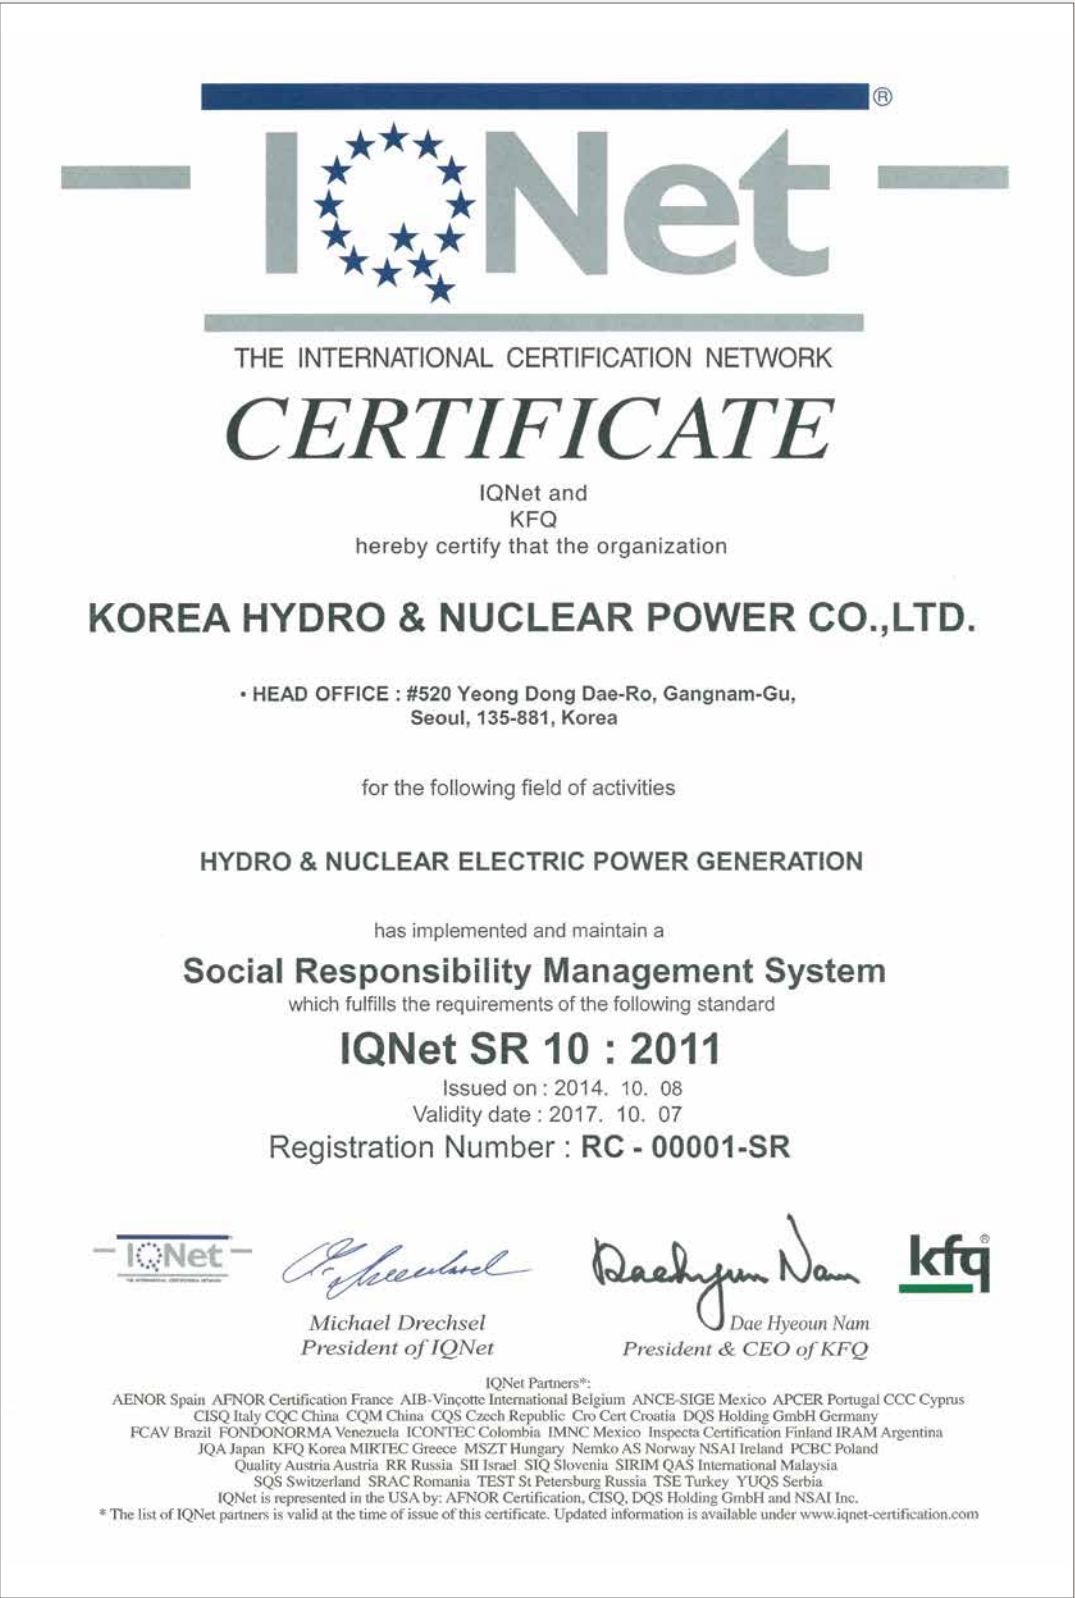 IQNet®
THE INTERNATIONAL CERTIFICATION NETWORK
CERTIFICATE
IQNet and
KFQ
hereby certify that the organization
KOREA HYDRO & NUCLEAR POWER CO.,LTD.
• HEAD OFFICE : #520 Yeong Dong Dae-Ro, Gangnam-Gu,
Seoul, 135-881, Korea
for the following field of activities
HYDRO & NUCLEAR ELECTRIC POWER GENERATION
has implemented and maintain a
Social Responsibility Management System
which fulfills the requirements of the following standard
IQNet SR 10 : 2011
Issued on : 2014. 10. 08
Validity date : 2017. 10. 07
Registration Number : RC - 00001-SR
IQNet
THE INTERNATIONAL CERTIFICATION NETWORK
Daehyun Nam
kfq®
Michael Drechsel
President of IQNet
Dae Hyeoun Nam
President & CEO of KFQ
IQNet Partners*:
AENOR Spain AFNOR Certification France AIB-Vinçotte International Belgium ANCE-SIGE Mexico APCER Portugal CCC Cyprus
CISQ Italy CQC China CQM China CQS Czech Republic Cro Cert Croatia DQS Holding GmbH Germany
FCAV Brazil FONDONORMA Venezuela ICONTEC Colombia IMNC Mexico Inspecta Certification Finland IRAM Argentina
JQA Japan KFQ Korea MIRTEC Greece MSZT Hungary Nemko AS Norway NSAI Ireland PCBC Poland
Quality Austria Austria RR Russia SII Israel SIQ Slovenia SIRIM QAS International Malaysia
SQS Switzerland SRAC Romania TEST St Petersburg Russia TSE Turkey YUQS Serbia
IQNet is represented in the USA by: AFNOR Certification, CISQ, DQS Holding GmbH and NSAI Inc.
* The list of IQNet partners is valid at the time of issue of this certificate. Updated information is available under www.iqnet-certification.com